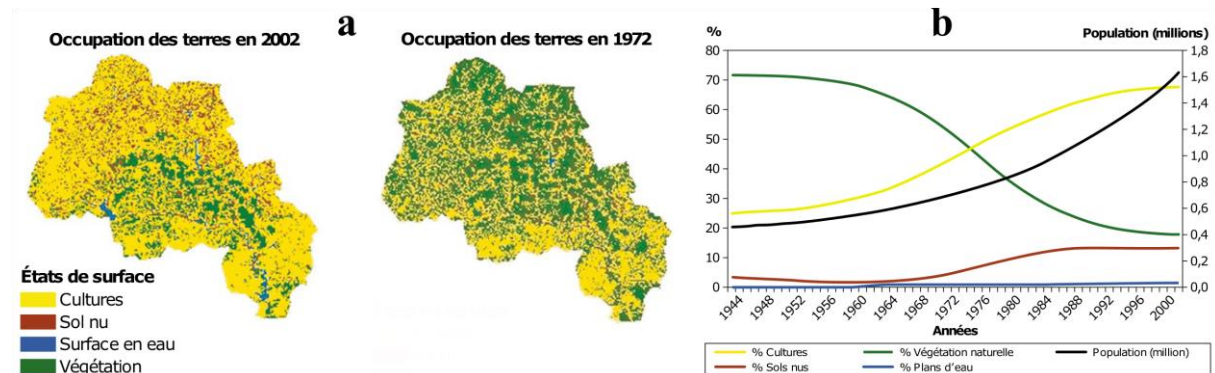 a
Occupation des terres en 2002
Occupation des terres en 1972
États de surface
Cultures
Sol nu
Surface en eau
Végétation
b
%
Population (millions)
80
70
60
50
40
30
20
10
0
1,8
1,6
1,4
1,2
1,0
0,8
0,6
0,4
0,2
0,0
1944 1948 1952 1956 1960 1964 1968 1972 1976 1980 1984 1988 1992 1996 2000
Années
% Cultures % Végétation naturelle Population (million)
% Sols nus % Plans d'eau